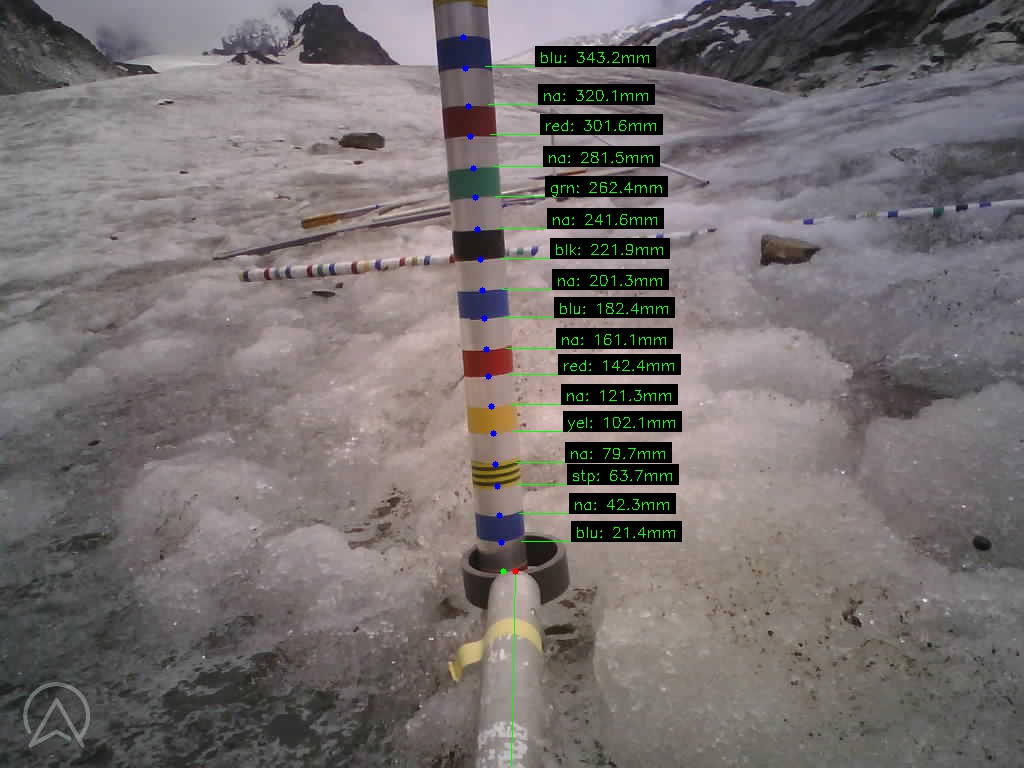 blu: 343.2mm
na: 320.1mm
red: 301.6mm
na: 281.5mm
grn: 262.4mm
na: 241.6mm
blk: 221.9mm
na: 201.3mm
blu: 182.4mm
na: 161.1mm
red: 142.4mm
na: 121.3mm
yel: 102.1mm
na: 79.7mm
stp: 63.7mm
na: 42.3mm
blu: 21.4mm